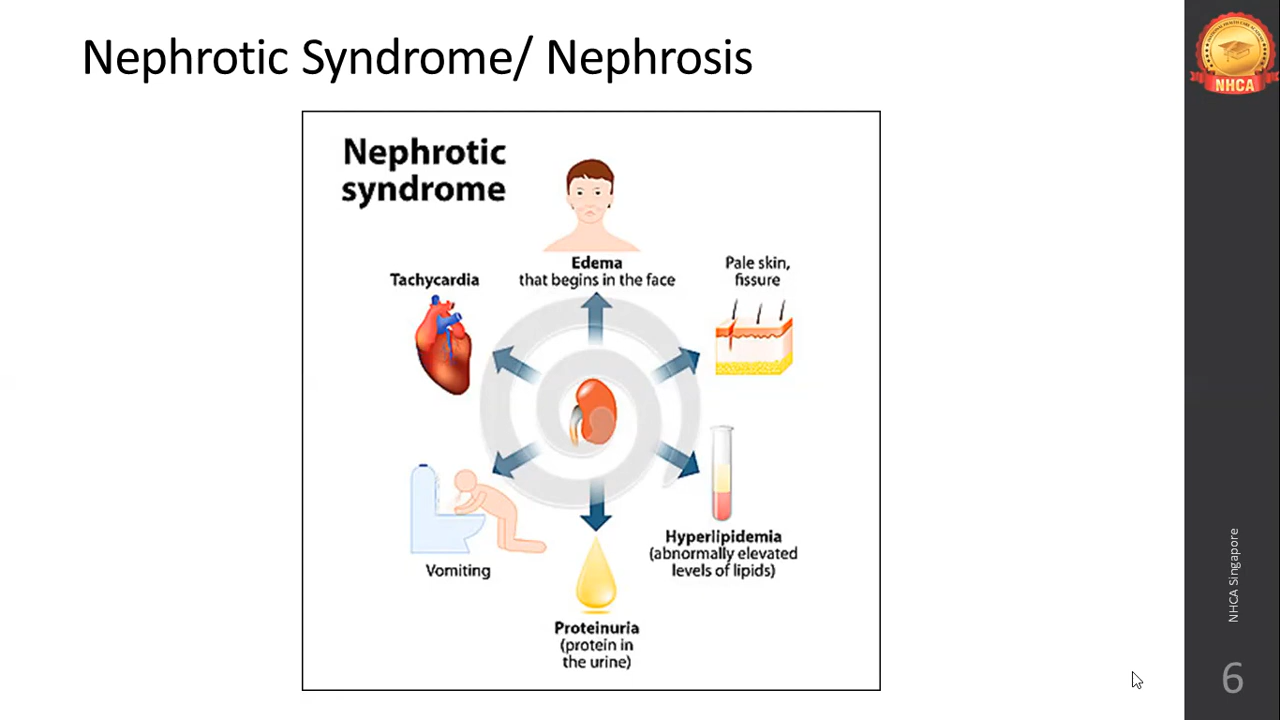 Nephrotic Syndrome/ Nephrosis
NHCA
Nephrotic
syndrome
Edema
that begins in the face
Tachycardia
Pale skin,
fissure
Hyperlipidemia
(abnormally elevated
levels of lipids)
Vomiting
Proteinuria
(protein in
the urine)
NHCA Singapore
6